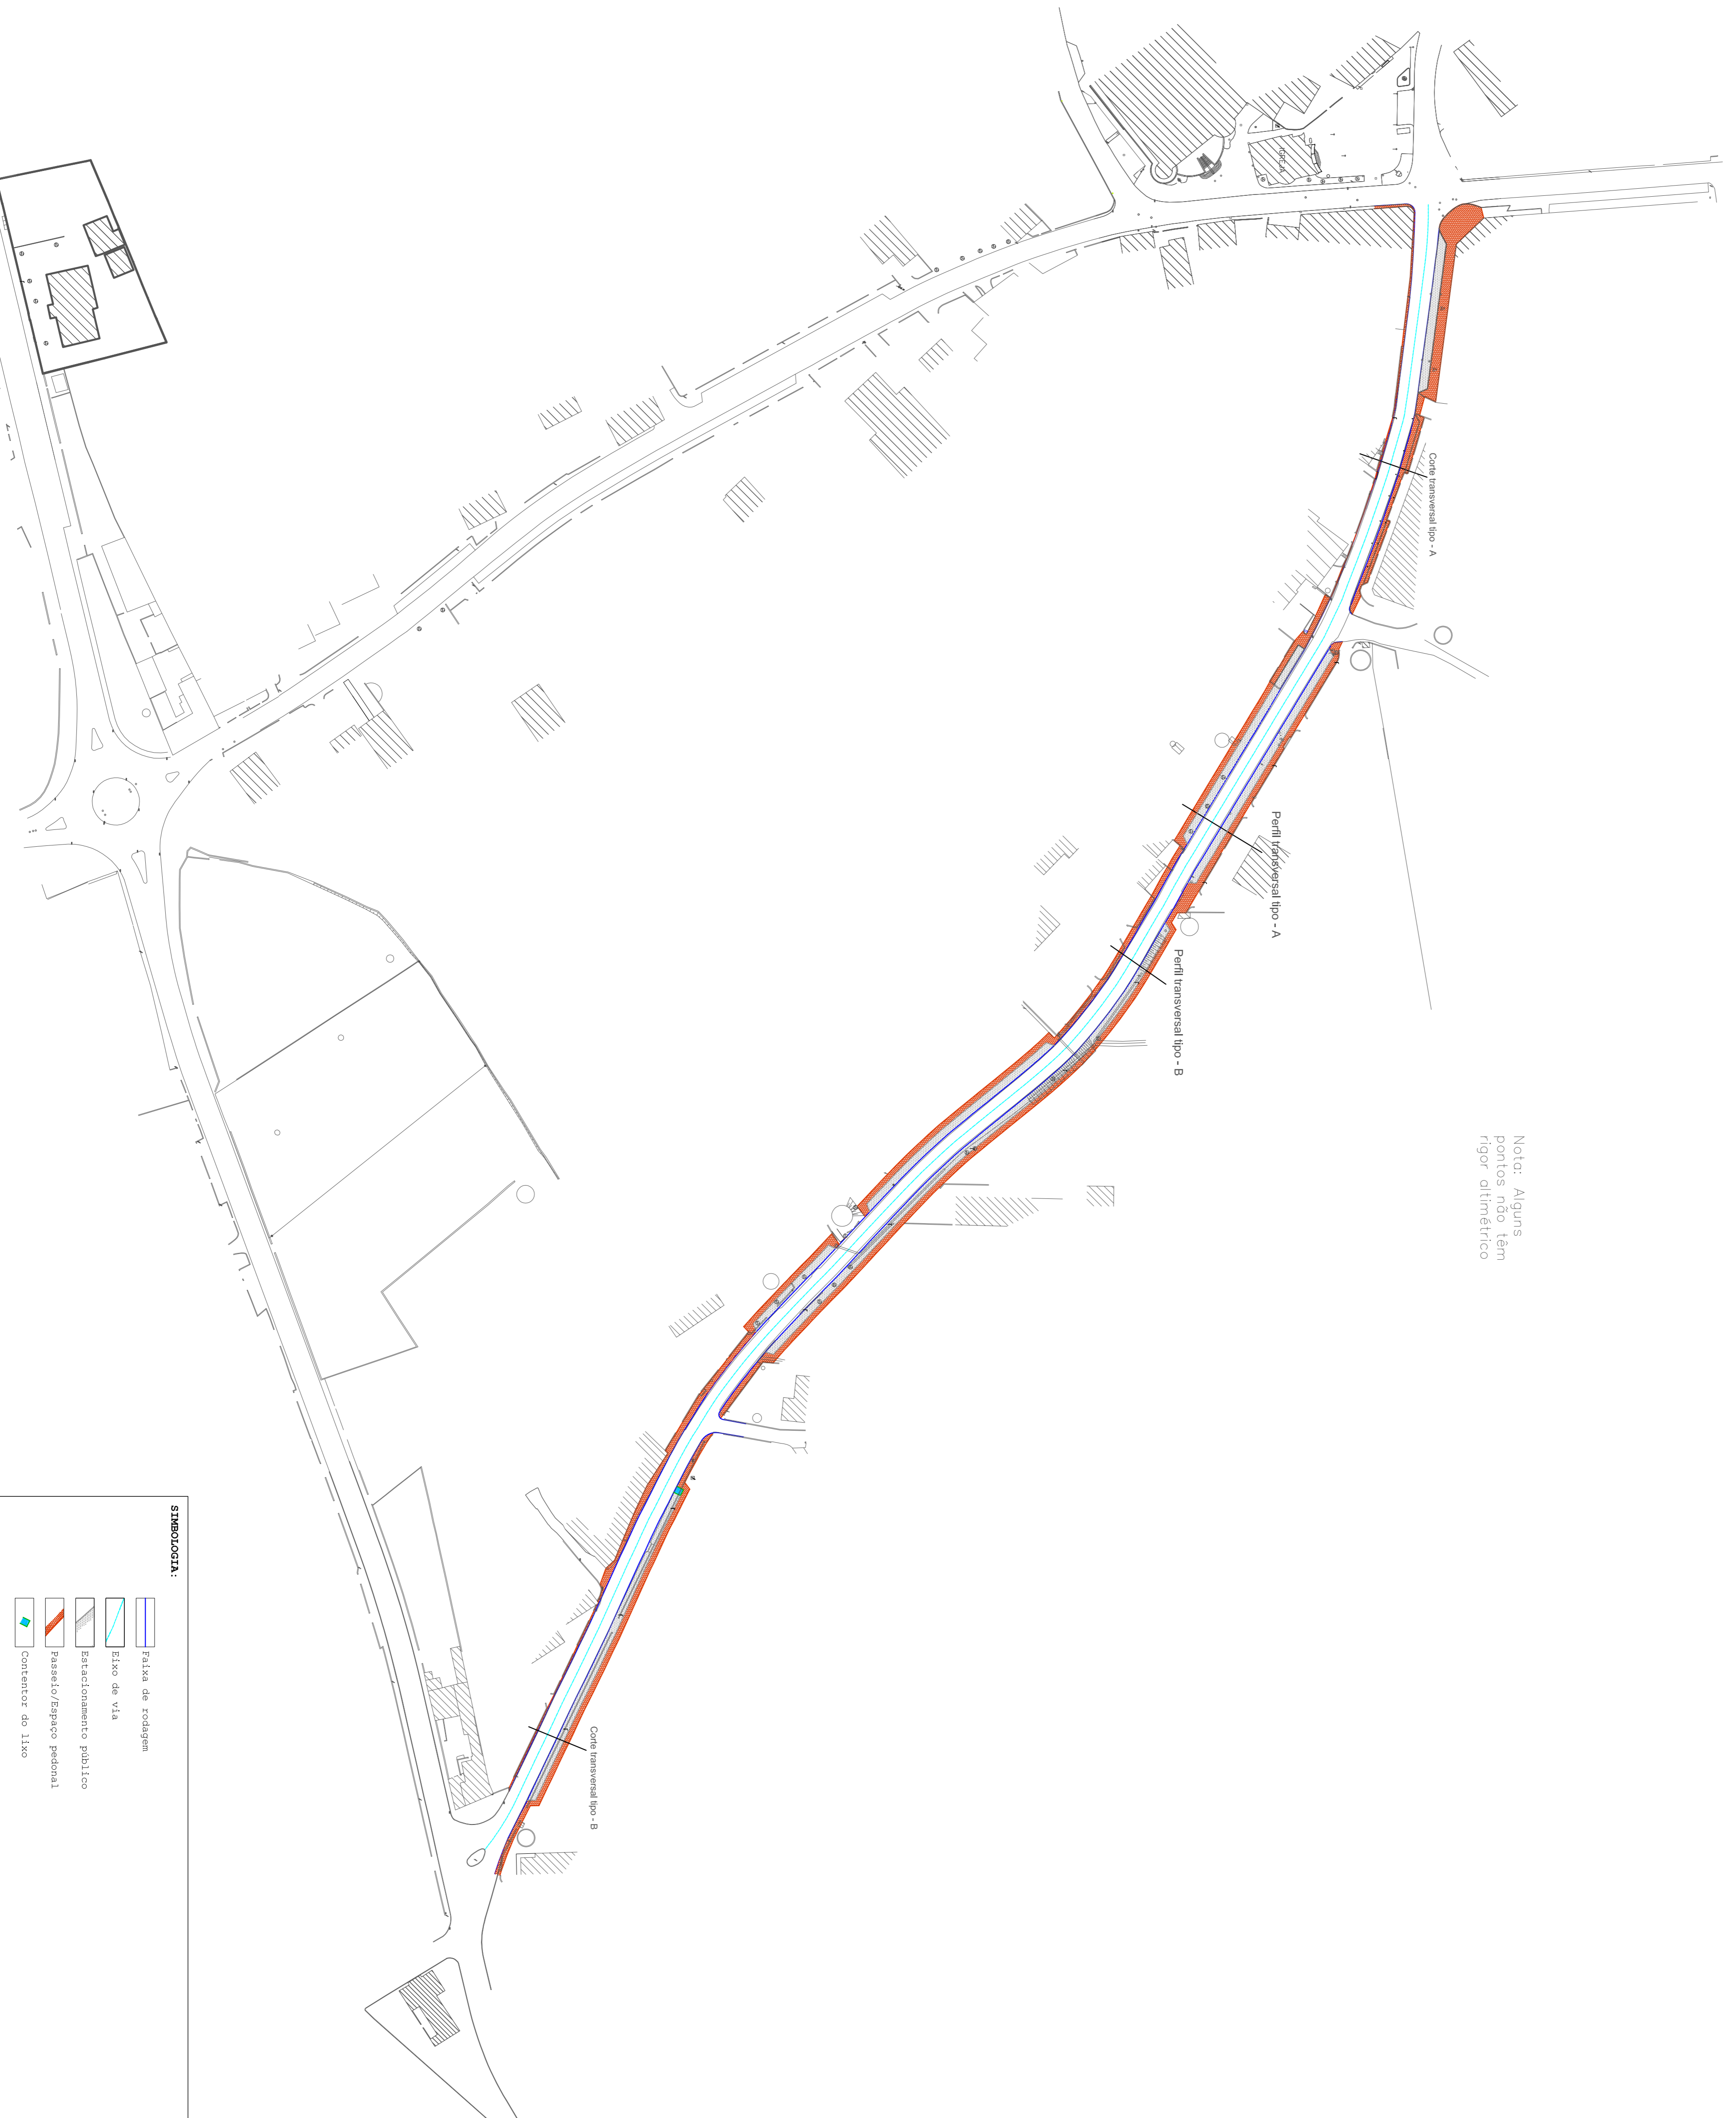 IGREJA
Corte transversal tipo - A
Perfil transversal tipo - A
Perfil transversal tipo - B
Nota: Alguns
pontos não têm
rigor altimétrico
Corte transversal tipo - B
SIMBOLOGIA:
Faixa de rodagem
Eixo de via
Estacionamento público
Passeio/Espaço pedonal
Contentor do lixo